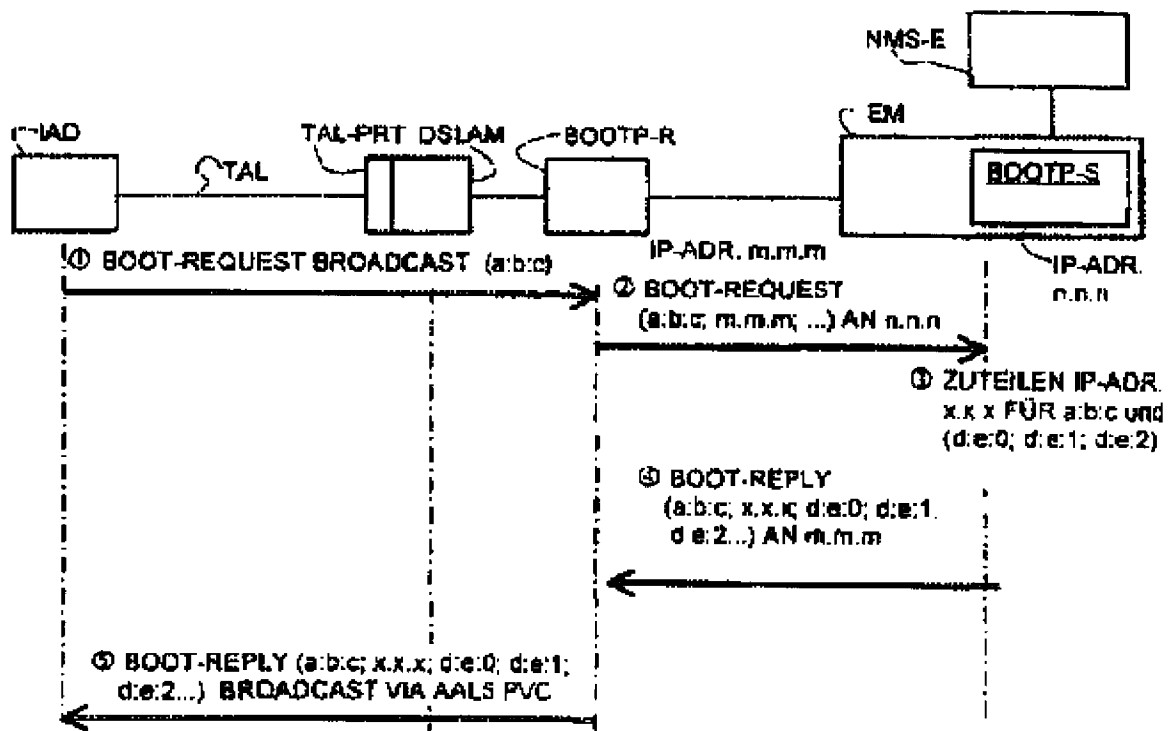 NMS-E
IAD
TAL-PRT DSLAM
BOOTP-R
EM
TAL
BOOTP-S
① BOOT-REQUEST BROADCAST (a:b:c)
IP-ADR. m.m.m
IP-ADR.
n.n.n
② BOOT-REQUEST
(a:b:c; m.m.m; ...) AN n.n.n
③ ZUTEILEN IP-ADR.
x.x x FÜR a:b:c und
(d:e:0; d:e:1; d:e:2)
④ BOOT-REPLY
(a:b:c; x.x.x; d:e:0; d:e:1.
d e:2...) AN m.m.m
⑤ BOOT-REPLY (a:b:c; x.x.x; d:e:0; d:e:1;
d:e:2...) BROADCAST VIA AAL5 PVC